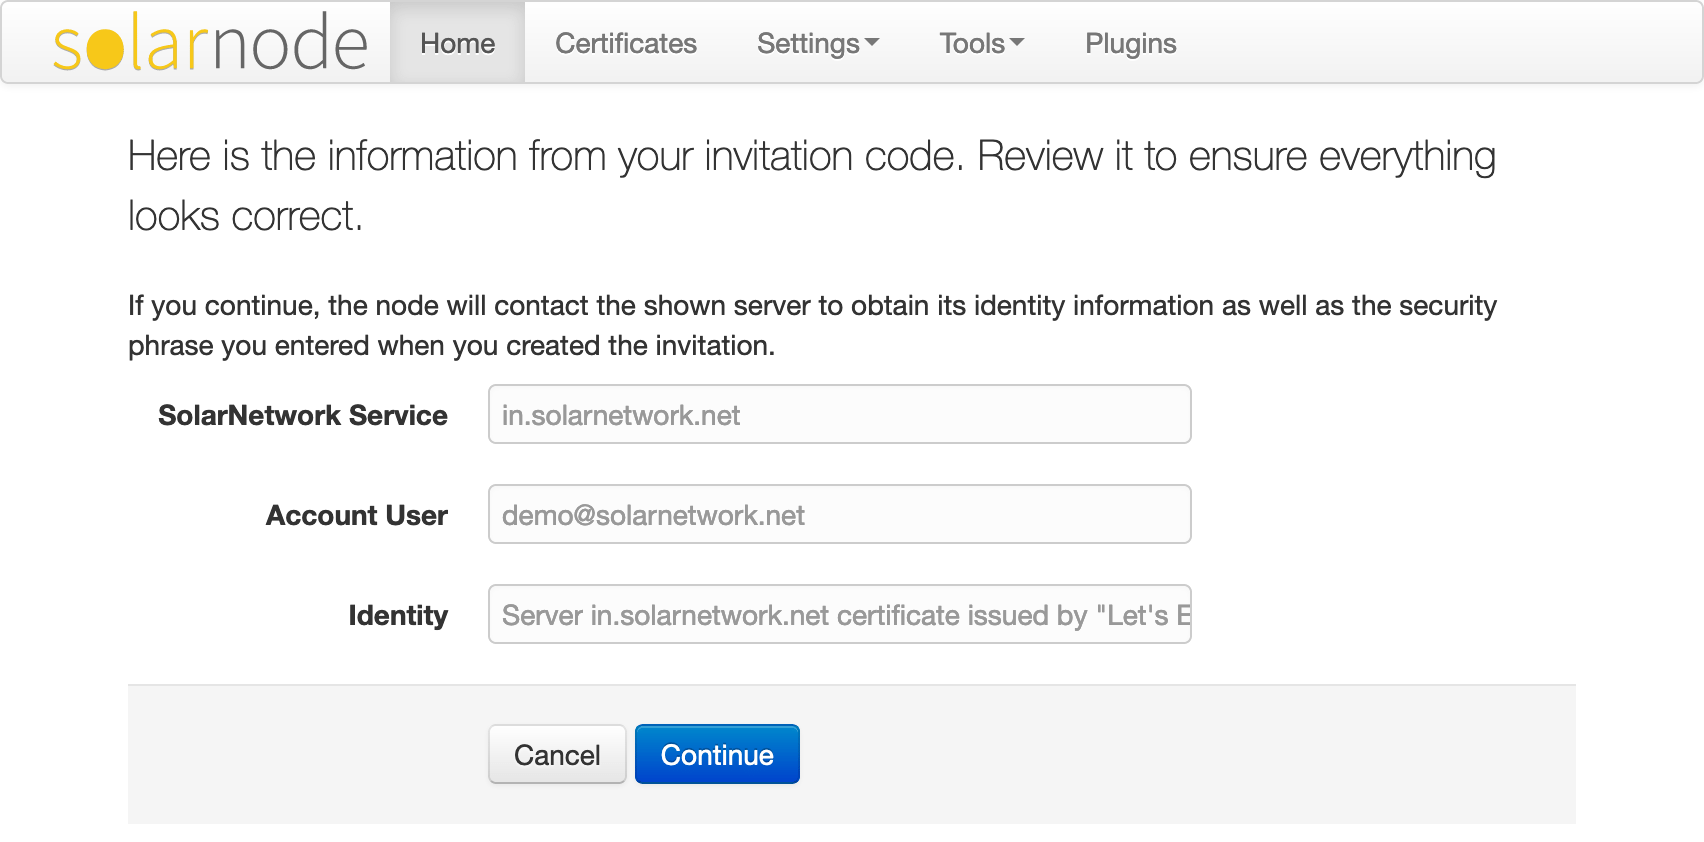 solarnode Home Certificates Settings Tools Plugins
Here is the information from your invitation code. Review it to ensure everything
looks correct.
If you continue, the node will contact the shown server to obtain its identity information as well as the security
phrase you entered when you created the invitation.
SolarNetwork Service in.solarnetwork.net
Account User demo@solarnetwork.net
Identity Server in.solarnetwork.net certificate issued by "Let's E
Cancel Continue